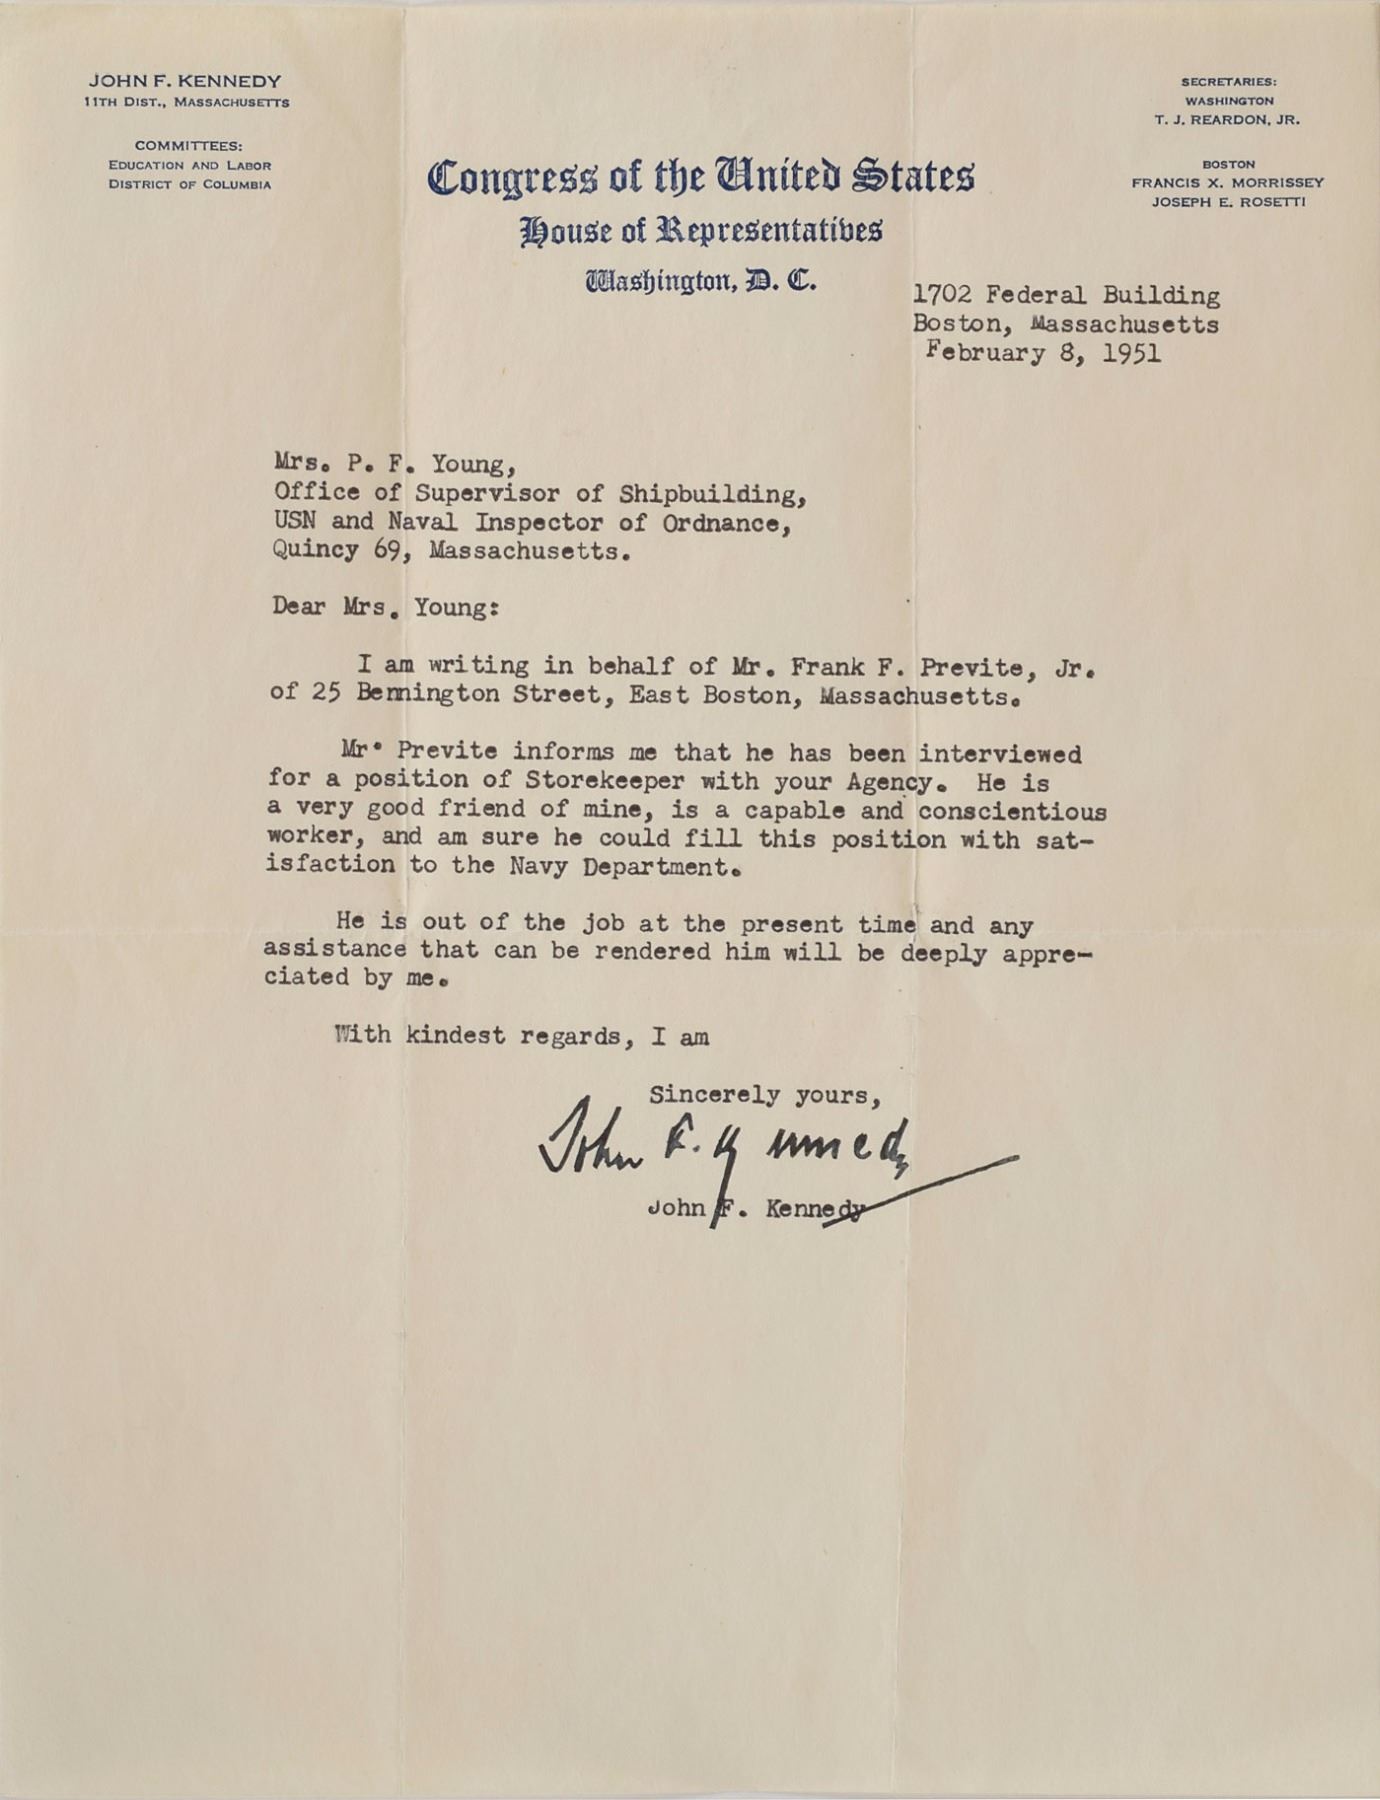 JOHN F. KENNEDY
11TH DIST., MASSACHUSETTS
COMMITTEES:
EDUCATION AND LABOR
DISTRICT OF COLUMBIA
SECRETARIES:
WASHINGTON
T. J. REARDON, JR.
BOSTON
FRANCIS X. MORRISSEY
JOSEPH E. ROSETTI
Congress of the United States
House of Representatives
Washington, D. C.
1702 Federal Building
Boston, Massachusetts
February 8, 1951
Mrs. P. F. Young,
Office of Supervisor of Shipbuilding,
USN and Naval Inspector of Ordnance,
Quincy 69, Massachusetts.
Dear Mrs. Young:
I am writing in behalf of Mr. Frank F. Previte, Jr.
of 25 Bennington Street, East Boston, Massachusetts.
Mr. Previte informs me that he has been interviewed
for a position of Storekeeper with your Agency. He is
a very good friend of mine, is a capable and conscientious
worker, and am sure he could fill this position with sat-
isfaction to the Navy Department.
He is out of the job at the present time and any
assistance that can be rendered him will be deeply appre-
ciated by me.
With kindest regards, I am
Sincerely yours,
John F. Kennedy
John F. Kennedy